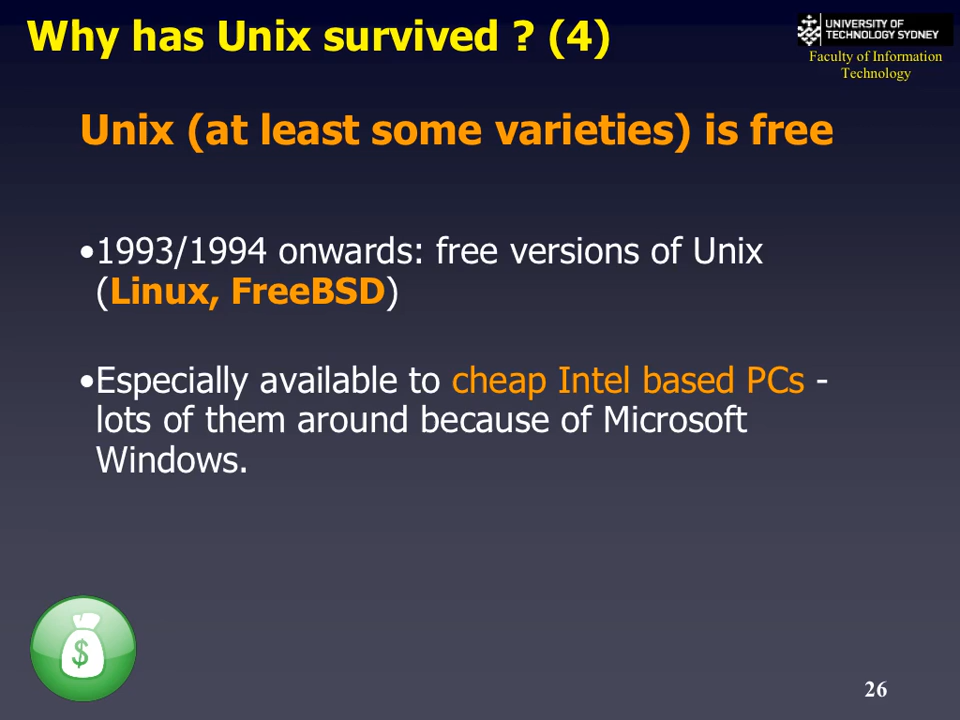 Why has Unix survived ? (4)
UNIVERSITY OF
TECHNOLOGY SYDNEY
Faculty of Information
Technology
Unix (at least some varieties) is free
•1993/1994 onwards: free versions of Unix
(Linux, FreeBSD)
•Especially available to cheap Intel based PCs -
lots of them around because of Microsoft
Windows.
$
26